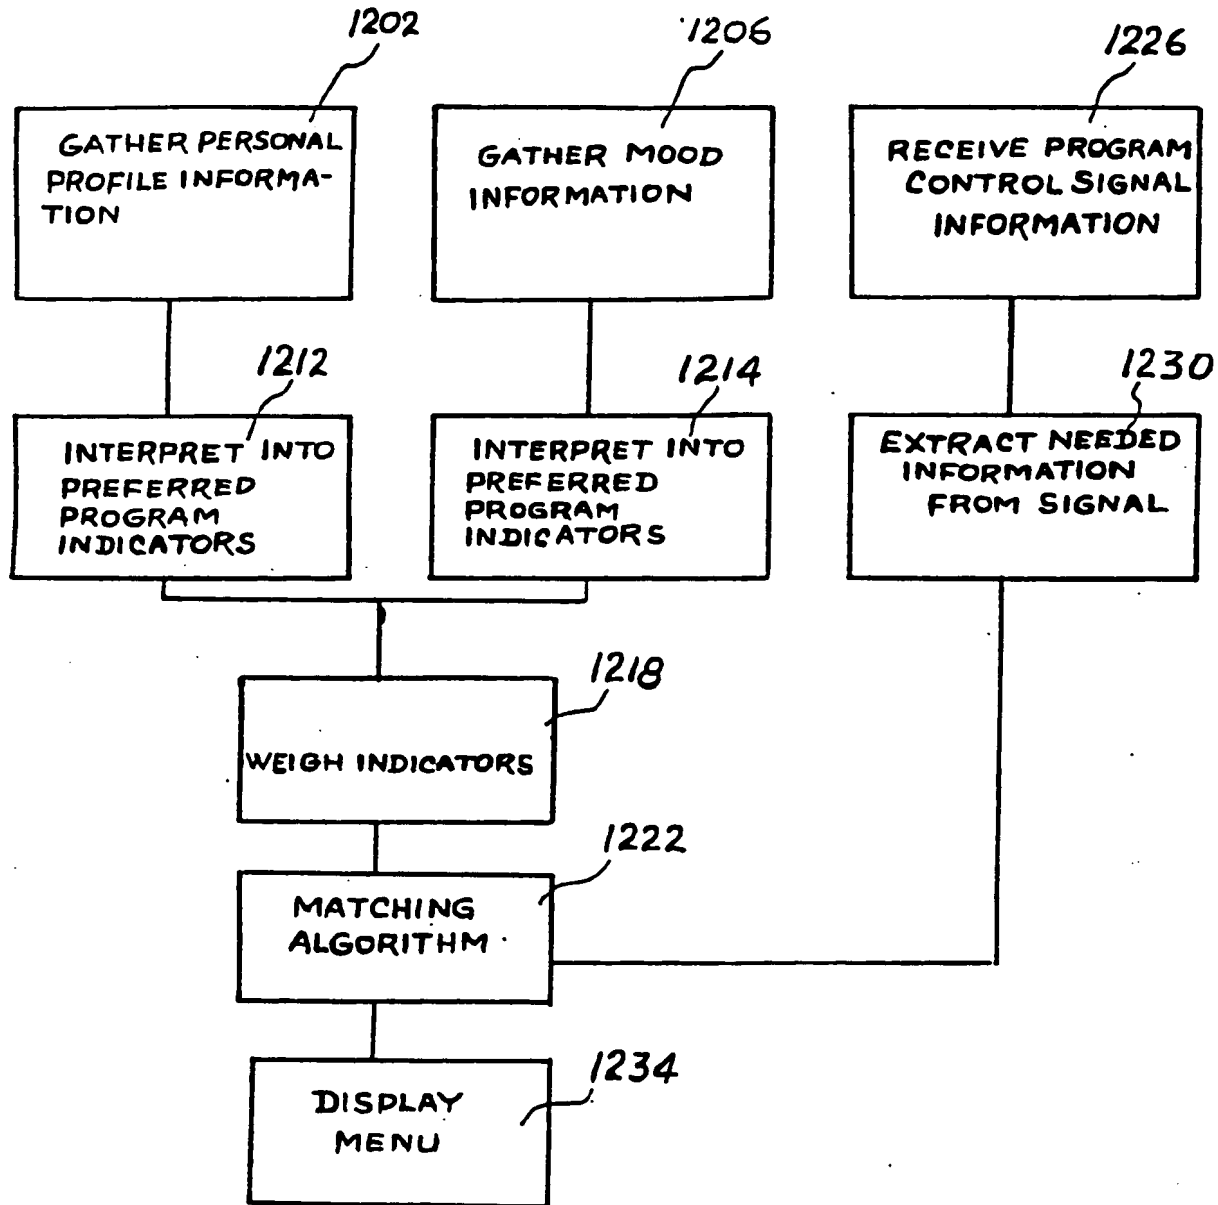 1202
GATHER PERSONAL
PROFILE INFORMA-
TION
1206
GATHER MOOD
INFORMATION
1226
RECEIVE PROGRAM
CONTROL SIGNAL
INFORMATION
1212
INTERPRET INTO
PREFERRED
PROGRAM
INDICATORS
1214
INTERPRET INTO
PREFERRED
PROGRAM
INDICATORS
1230
EXTRACT NEEDED
INFORMATION
FROM SIGNAL
1218
WEIGH INDICATORS
1222
MATCHING
ALGORITHM
1234
DISPLAY
MENU